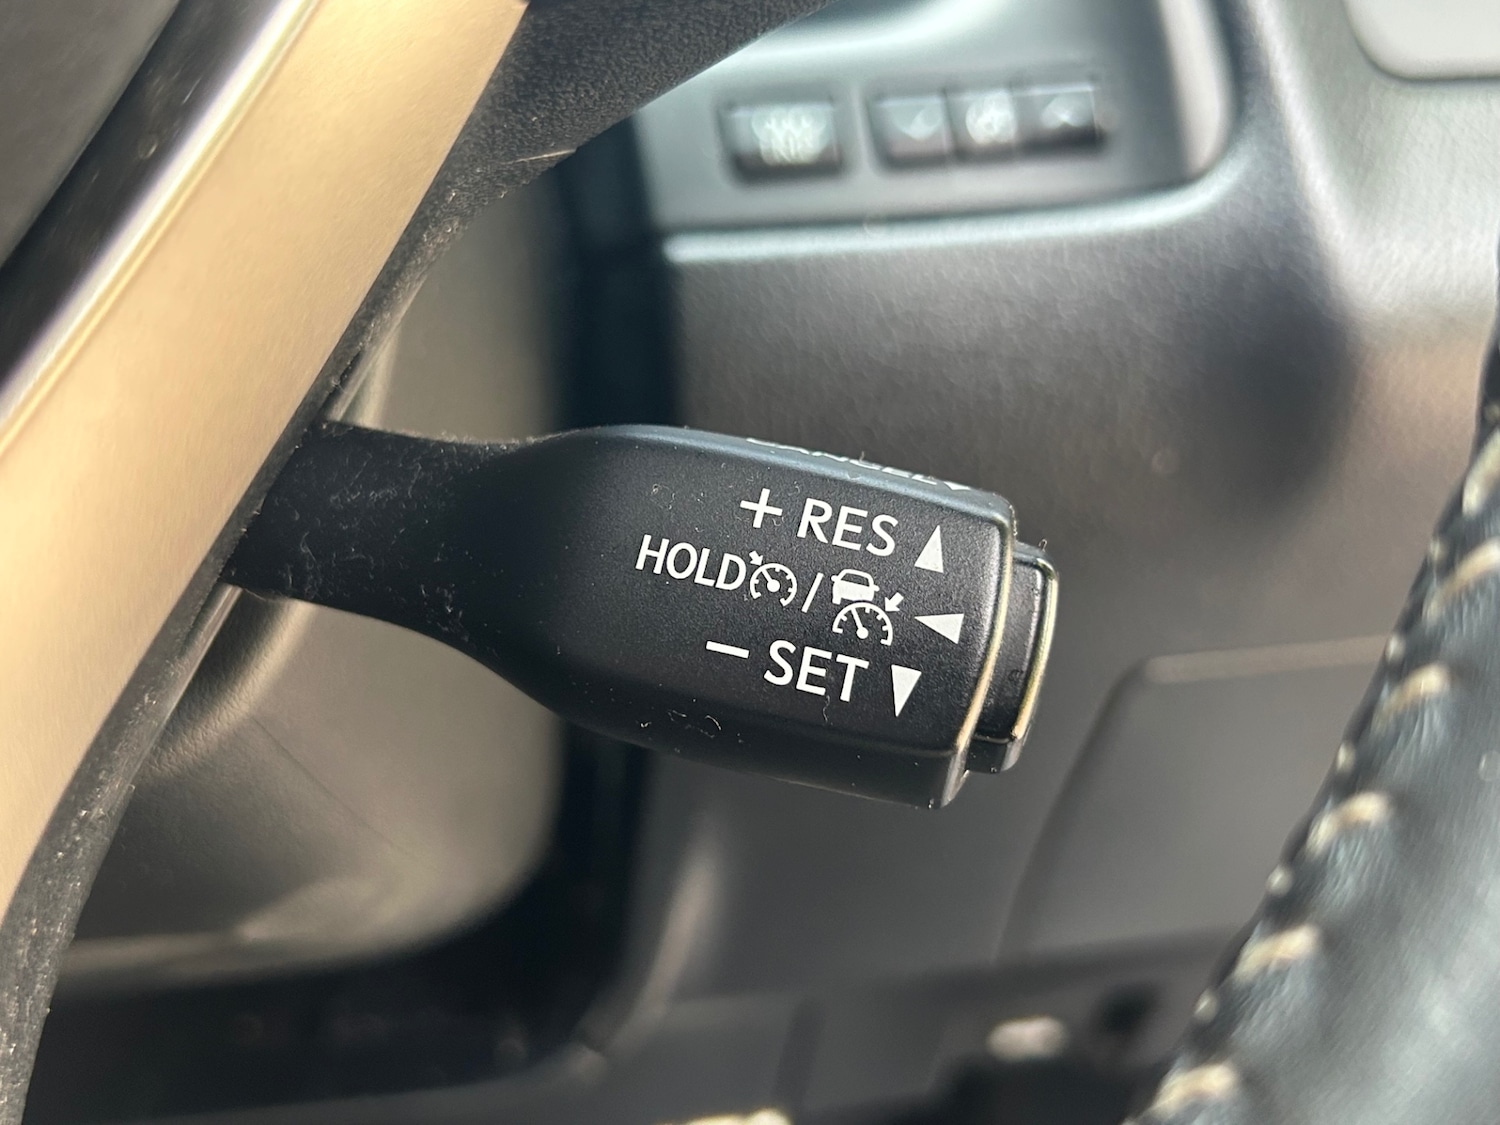 + RES
HOLD /
− SET